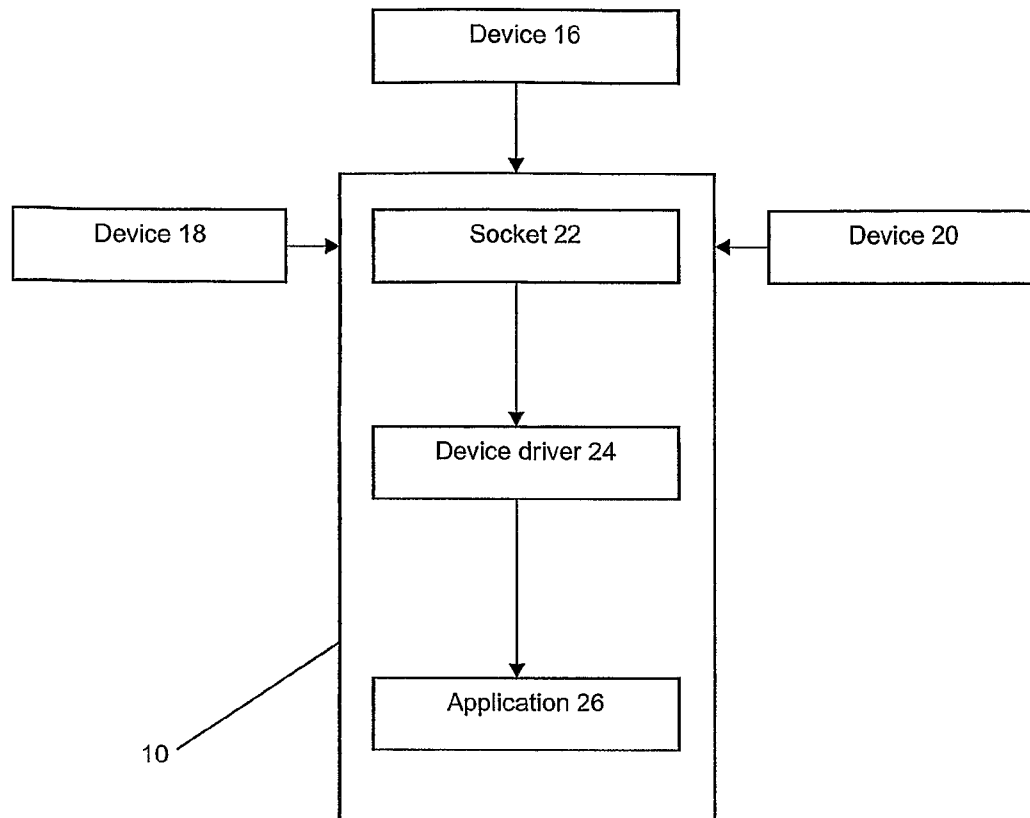 Device 16
Device 18
Socket 22
Device 20
Device driver 24
Application 26
10